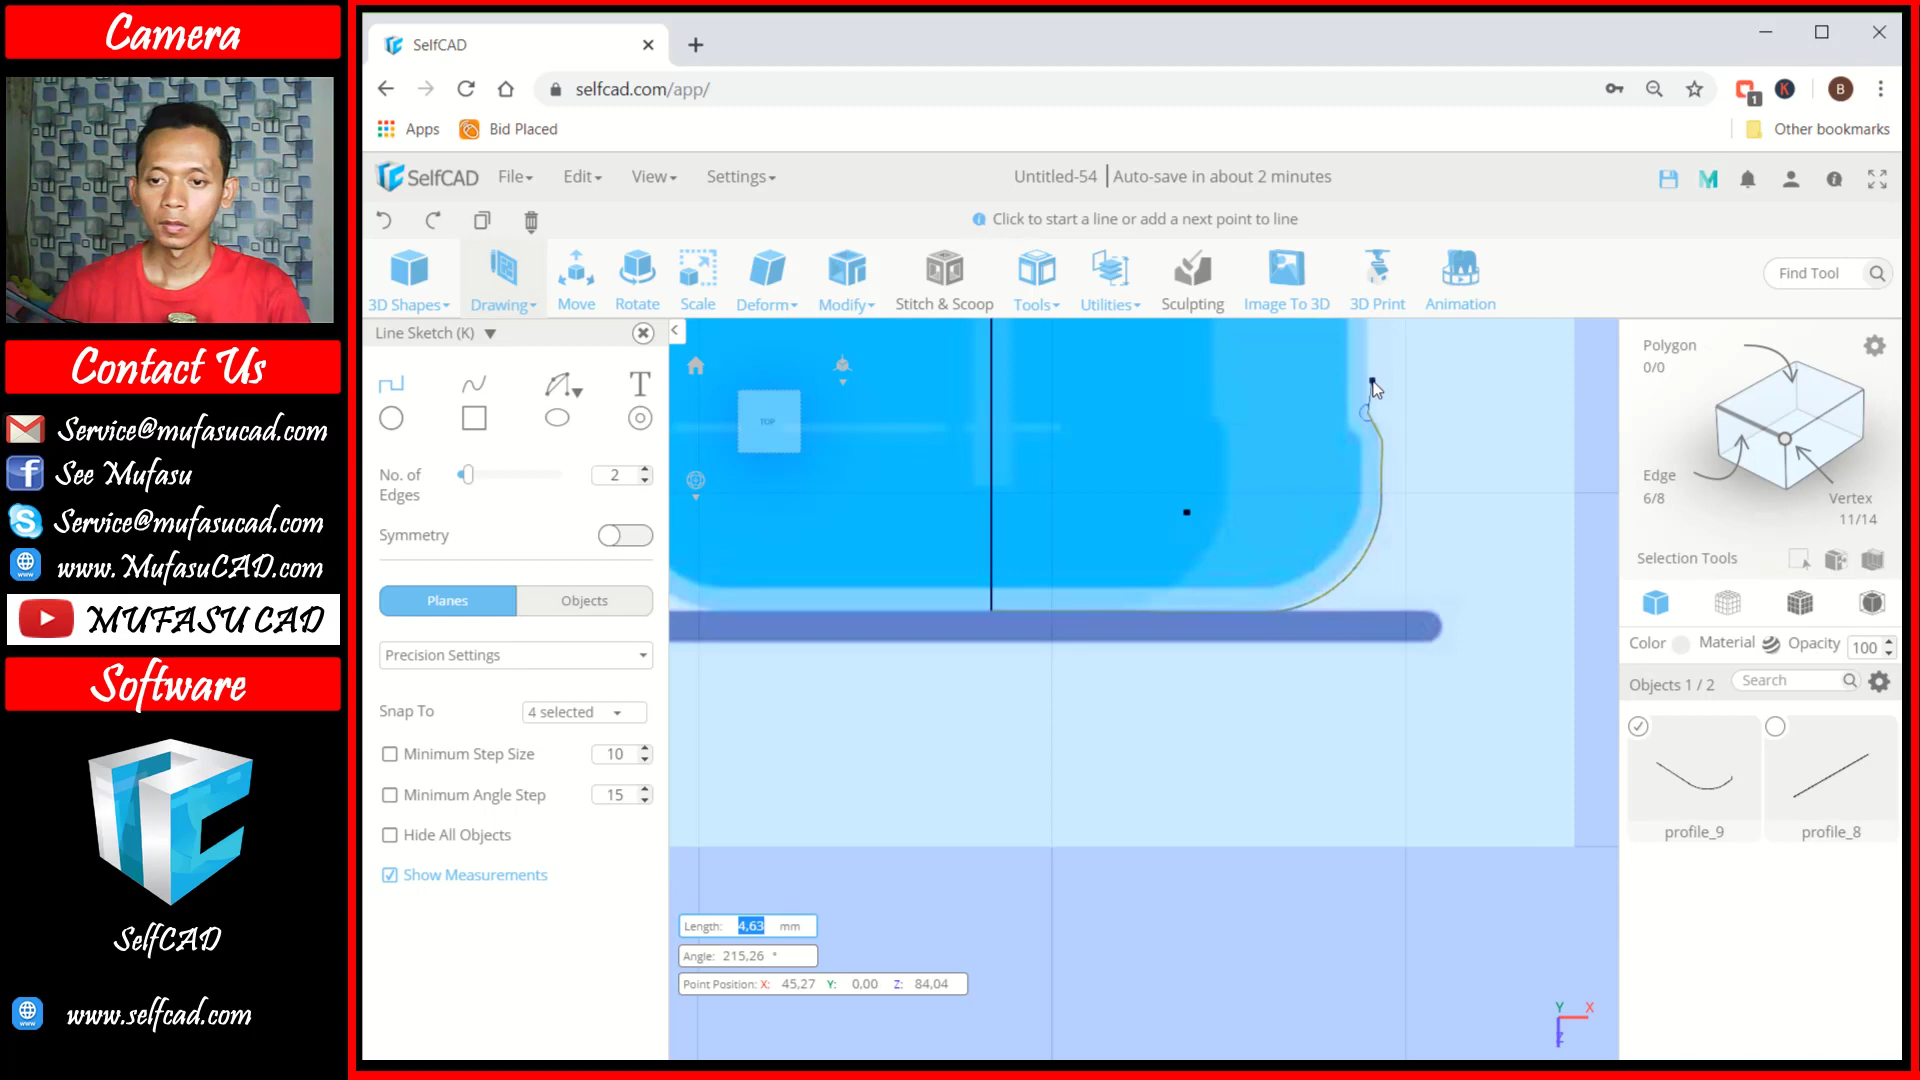 Camera
Contact Us
Service@mufasucad.com
See Mufasu
Service@mufasucad.com
www.MufasuCAD.com
MUFASU CAD
Software
SelfCAD
www.selfcad.com
SelfCAD
selfcad.com/app/
K
B
1
Apps
Bid Placed
Other bookmarks
SelfCAD
File
Edit
View
Settings
Untitled-54
Auto-save in about 2 minutes
Click to start a line or add a next point to line
3D Shapes
Drawing
Move
Rotate
Scale
Deform
Modify
Stitch & Scoop
Tools
Utilities
Sculpting
Image To 3D
3D Print
Animation
Find Tool
Line Sketch (K)
T
No. of Edges
2
Symmetry
Planes
Objects
Precision Settings
Snap To
4 selected
Minimum Step Size
10
Minimum Angle Step
15
Hide All Objects
Show Measurements
TOP
Length: 4,63 mm
Angle: 215,26 °
Point Position: X: 45,27 Y: 0,00 Z: 84,04
Y
X
Z
Polygon
0/0
Edge
6/8
Vertex
11/14
Selection Tools
Color
Material
Opacity
100
Objects 1 / 2
Search
profile_9
profile_8